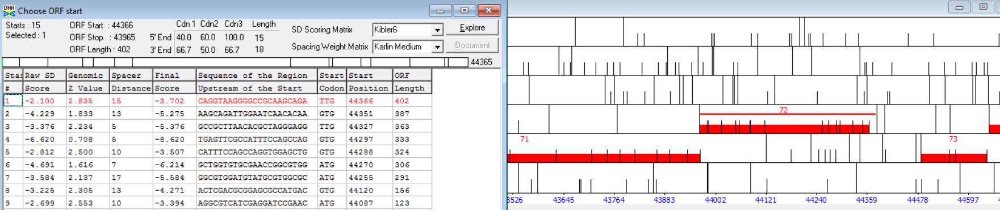 DNA
Choose ORF start
Starts : 15
Selected : 1
ORF Start : 44366
ORF Stop : 43965
ORF Length : 402
Cdn 1 Cdn2 Cdn3 Length
5' End 40.0 60.0 100.0 15
3' End 66.7 50.0 66.7 18
SD Scoring Matrix Kibler6 Explore
Spacing Weight Matrix Karlin Medium Document
44365
Star Raw SD Genomic Spacer Final Sequence of the Region Start Start ORF
# Score Z Value Distance Score Upstream of the Start Codon Position Length
1 -2.100 2.835 15 -3.702 CAGGTAAGGGGCCGCAAGCAGA TTG 44366 402
2 -4.229 1.833 13 -5.275 AAGCAGATTGGAATCAACACAA GTG 44351 387
3 -3.376 2.234 5 -5.376 GCCGCTTAACACGCTAGGGAGG TTG 44327 363
4 -6.620 0.708 5 -8.620 TGAGTTCGCCATTTCCAGCCAG GTG 44297 333
5 -2.812 2.500 10 -3.507 CATTTCCAGCCAGGTGGAGCTG GTG 44288 324
6 -4.691 1.616 7 -6.214 GCTGGTGTGCGAACCGGCGTGG ATG 44270 306
7 -3.584 2.137 17 -5.584 GGCGTGGATGTATGCGTGGCGC ATG 44255 291
8 -3.225 2.305 13 -4.271 ACTCGACGCGGAGCGCCATGAC GTG 44120 156
9 -2.699 2.553 10 -3.394 AGGCGTCATCGAGGATCCGAAC ATG 44087 123
72
71
73
3526 43645 43764 43883 44002 44121 44240 44359 44478 44597